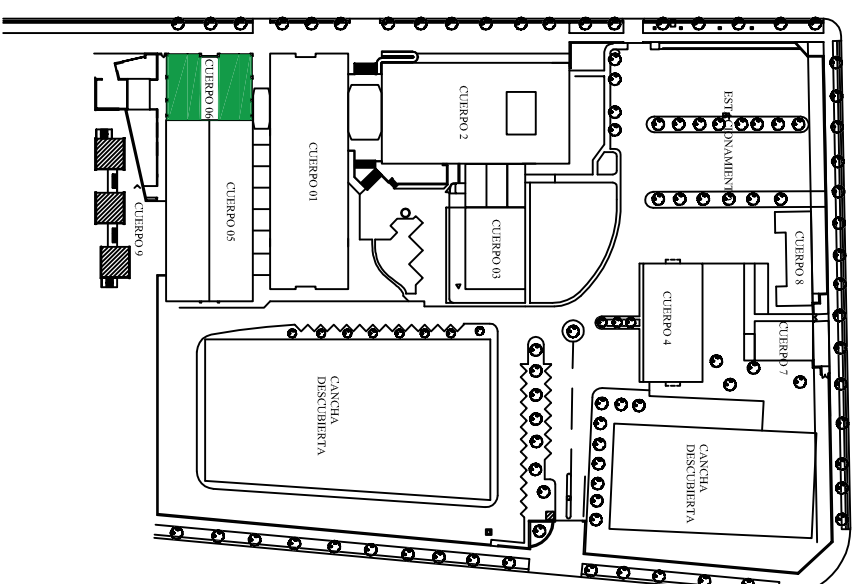 CUERPO 06
CUERPO 01
CUERPO 2
ESTACIONAMIENTO
CUERPO 05
CUERPO 9
CUERPO 03
CUERPO 8
CUERPO 4
CUERPO 7
CANCHA
DESCUBIERTA
CANCHA
DESCUBIERTA